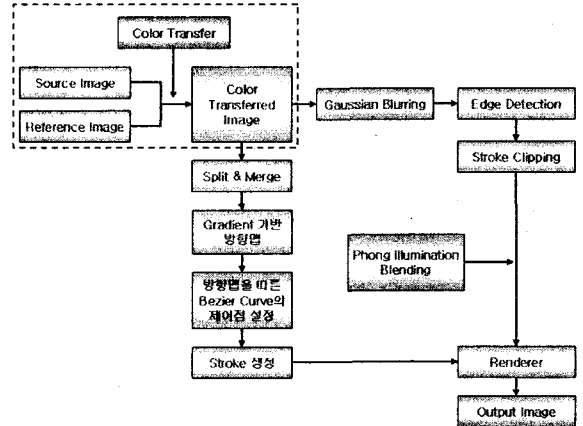 Color Transfer
Source Image
Reference Image
Color
Transferred
Image
Gaussian Blurring
Edge Detection
Stroke Clipping
Split & Merge
Gradient 기반
방향맵
Phong Illumination
Blending
방향맵을 따른
Bezier Curve의
제어점 설정
Stroke 생성
Renderer
Output Image